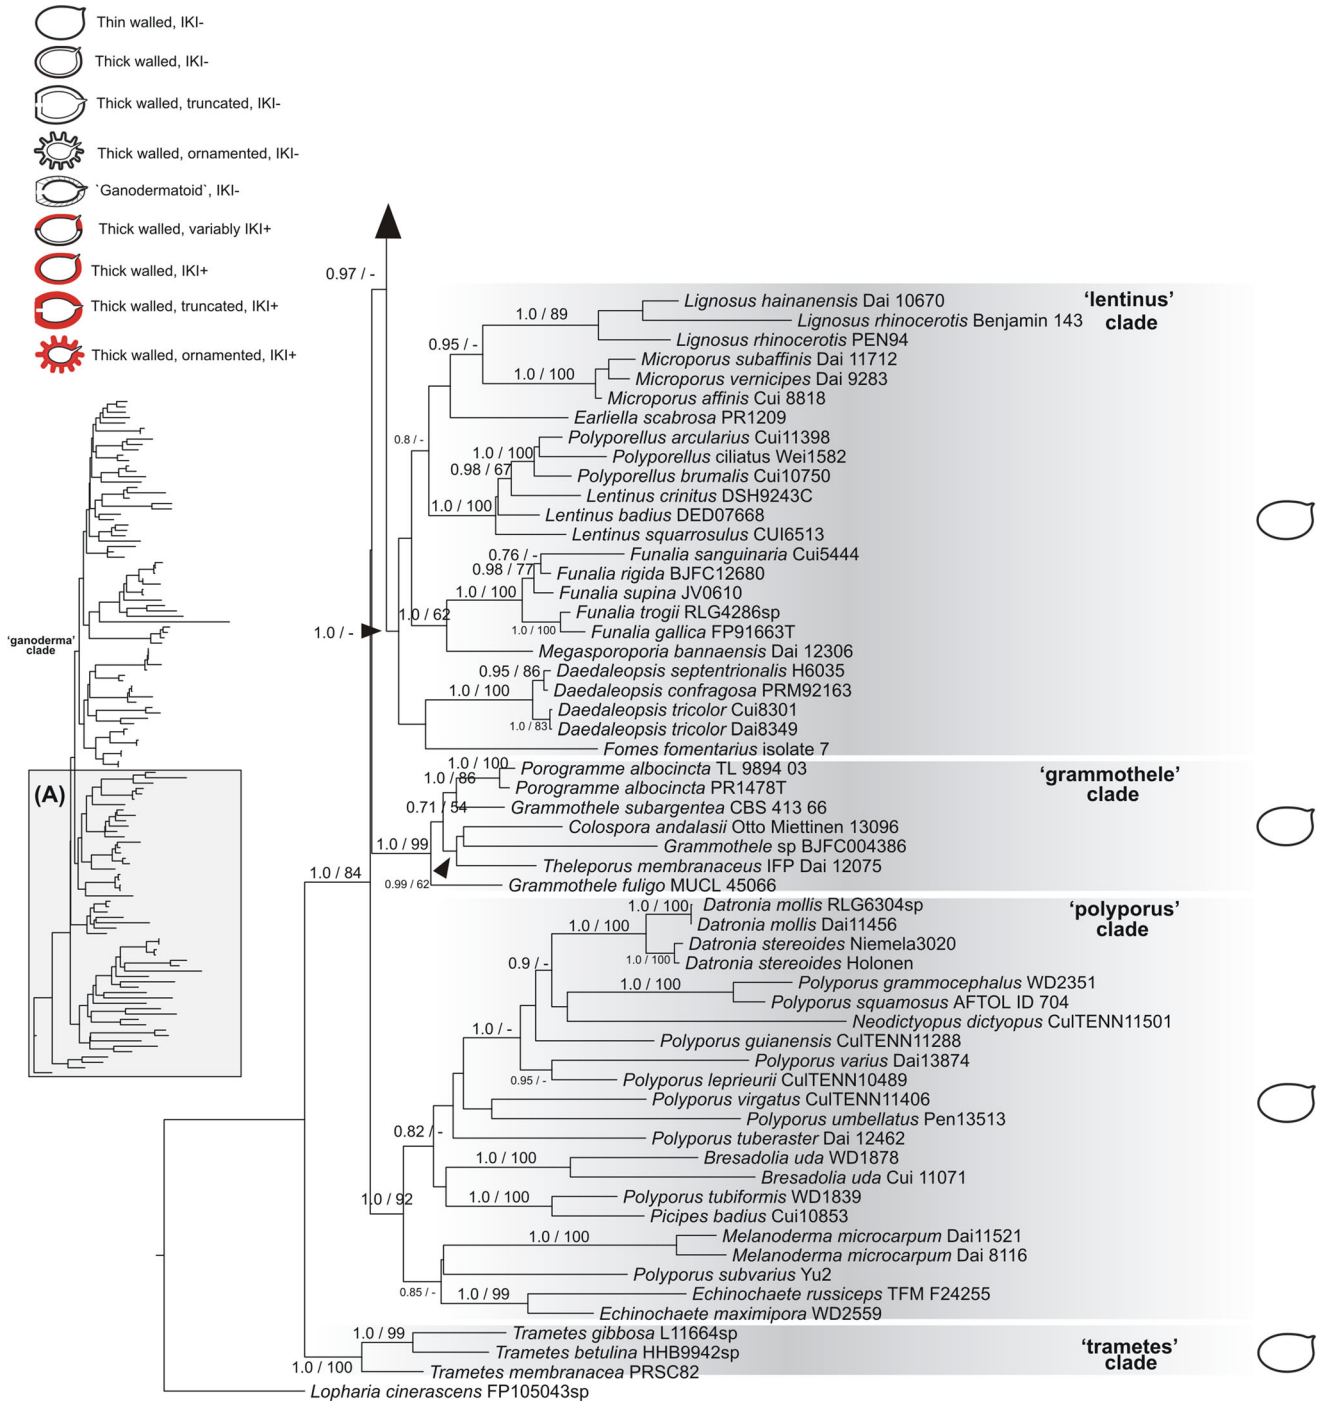 Thin walled, IKI-
Thick walled, IKI-
Thick walled, truncated, IKI-
Thick walled, ornamented, IKI-
`Ganodermatoid`, IKI-
Thick walled, variably IKI+
Thick walled, IKI+
Thick walled, truncated, IKI+
Thick walled, ornamented, IKI+
'ganoderma'
clade
(A)
0.97 / -
1.0 / -
1.0 / 84
'lentinus'
clade
Lignosus hainanensis Dai 10670
1.0 / 89
Lignosus rhinocerotis Benjamin 143
Lignosus rhinocerotis PEN94
0.95 / -
Microporus subaffinis Dai 11712
1.0 / 100
Microporus vernicipes Dai 9283
Microporus affinis Cui 8818
Earliella scabrosa PR1209
0.8 / -
Polyporellus arcularius Cui11398
1.0 / 100
Polyporellus ciliatus Wei1582
0.98 / 67
Polyporellus brumalis Cui10750
Lentinus crinitus DSH9243C
1.0 / 100
Lentinus badius DED07668
Lentinus squarrosulus CUI6513
0.76 / -
Funalia sanguinaria Cui5444
0.98 / 77
Funalia rigida BJFC12680
1.0 / 100
Funalia supina JV0610
1.0 / 62
Funalia trogii RLG4286sp
1.0 / 100
Funalia gallica FP91663T
Megasporoporia bannaensis Dai 12306
0.95 / 86
Daedaleopsis septentrionalis H6035
1.0 / 100
Daedaleopsis confragosa PRM92163
Daedaleopsis tricolor Cui8301
1.0 / 83
Daedaleopsis tricolor Dai8349
Fomes fomentarius isolate 7
'grammothele'
clade
1.0 / 100
Porogramme albocincta TL 9894 03
1.0 / 86
Porogramme albocincta PR1478T
0.71 / 54
Grammothele subargentea CBS 413 66
Colospora andalasii Otto Miettinen 13096
1.0 / 99
Grammothele sp BJFC004386
Theleporus membranaceus IFP Dai 12075
0.99 / 62
Grammothele fuligo MUCL 45066
'polyporus'
clade
1.0 / 100
Datronia mollis RLG6304sp
1.0 / 100
Datronia mollis Dai11456
Datronia stereoides Niemela3020
1.0 / 100
Datronia stereoides Holonen
0.9 / -
1.0 / 100
Polyporus grammocephalus WD2351
Polyporus squamosus AFTOL ID 704
Neodictyopus dictyopus CulTENN11501
1.0 / -
Polyporus guianensis CulTENN11288
Polyporus varius Dai13874
0.95 / -
Polyporus leprieurii CulTENN10489
Polyporus virgatus CulTENN11406
Polyporus umbellatus Pen13513
0.82 / -
Polyporus tuberaster Dai 12462
1.0 / 100
Bresadolia uda WD1878
Bresadolia uda Cui 11071
1.0 / 92
1.0 / 100
Polyporus tubiformis WD1839
Picipes badius Cui10853
1.0 / 100
Melanoderma microcarpum Dai11521
Melanoderma microcarpum Dai 8116
Polyporus subvarius Yu2
0.85 / -
1.0 / 99
Echinochaete russiceps TFM F24255
Echinochaete maximipora WD2559
'trametes'
clade
1.0 / 99
Trametes gibbosa L11664sp
Trametes betulina HHB9942sp
1.0 / 100
Trametes membranacea PRSC82
Lopharia cinerascens FP105043sp